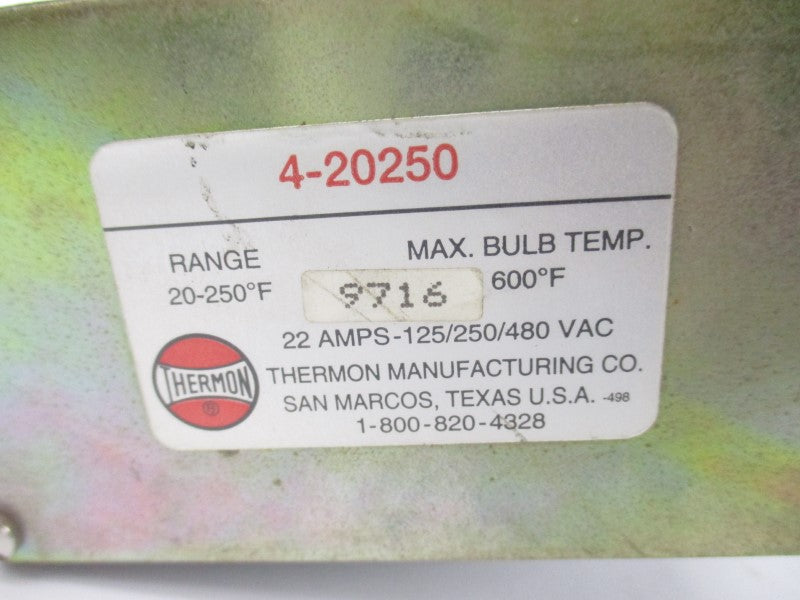 4-20250
RANGE
MAX. BULB TEMP.
20-250°F
9716
600°F
22 AMPS-125/250/480 VAC
THERMON ®
THERMON MANUFACTURING CO.
SAN MARCOS, TEXAS U.S.A. -498
1-800-820-4328